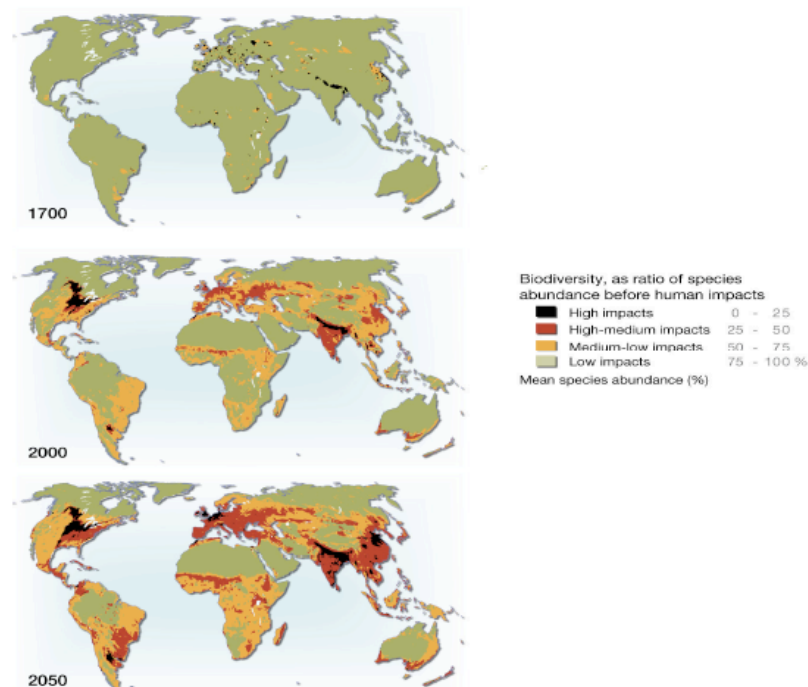 1700
2000
Biodiversity, as ratio of species
abundance before human impacts
High impacts 0 - 25
High-medium impacts 25 - 50
Medium-low impacts 50 - 75
Low impacts 75 - 100 %
Mean species abundance (%)
2050